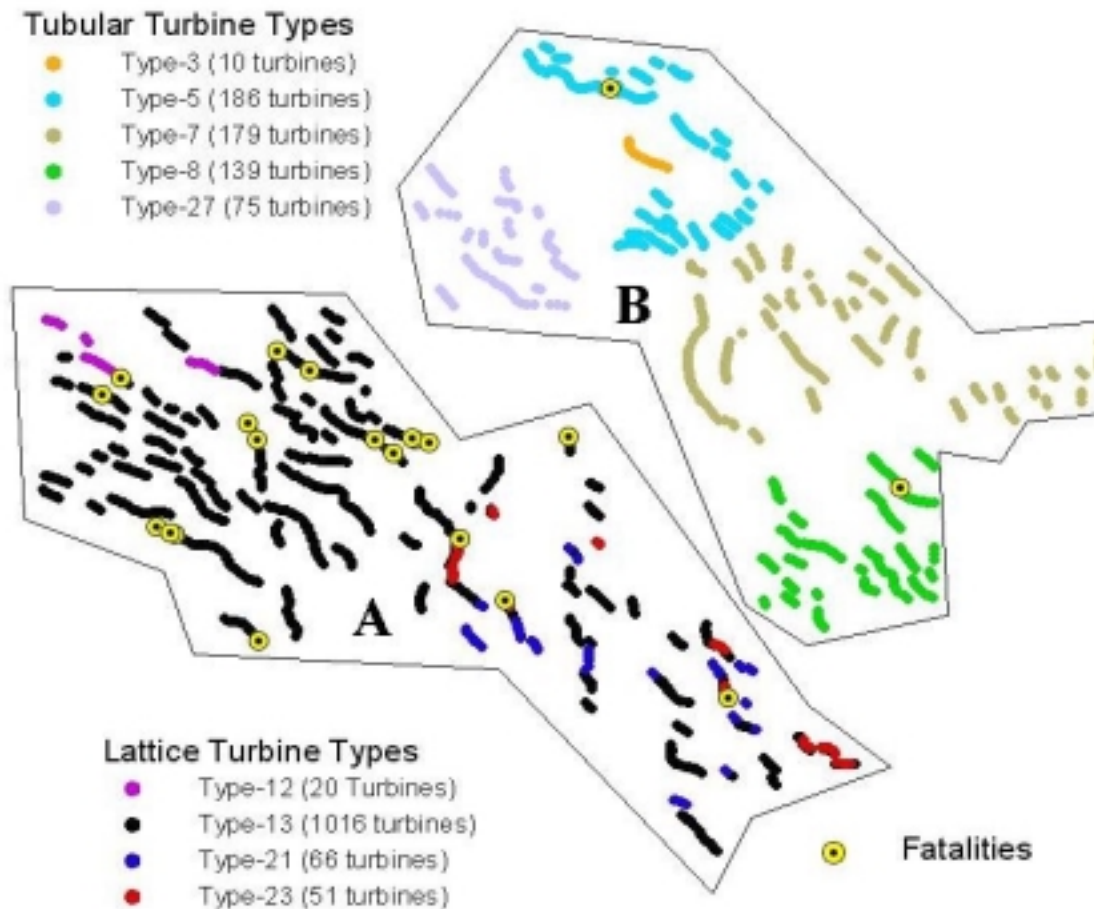 Tubular Turbine Types
Type-3 (10 turbines)
Type-5 (186 turbines)
Type-7 (179 turbines)
Type-8 (139 turbines)
Type-27 (75 turbines)
B
A
Lattice Turbine Types
Type-12 (20 Turbines)
Type-13 (1016 turbines)
Type-21 (66 turbines)
Type-23 (51 turbines)
Fatalities